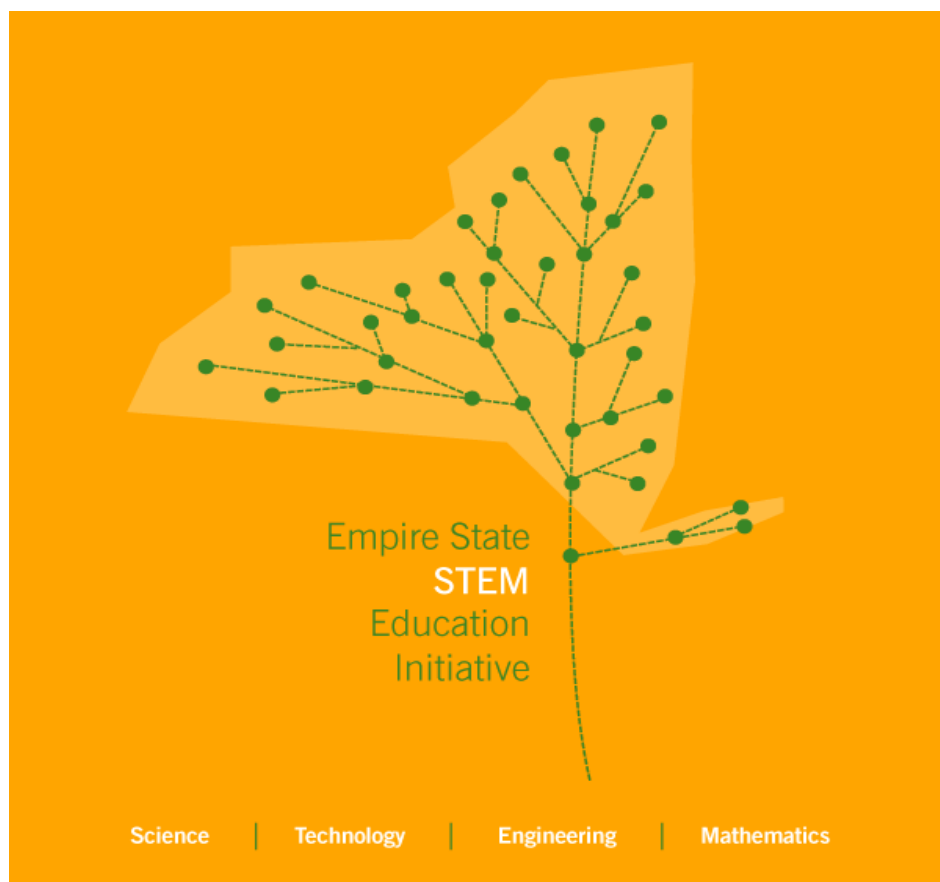 Empire State
STEM
Education
Initiative
Science | Technology | Engineering | Mathematics